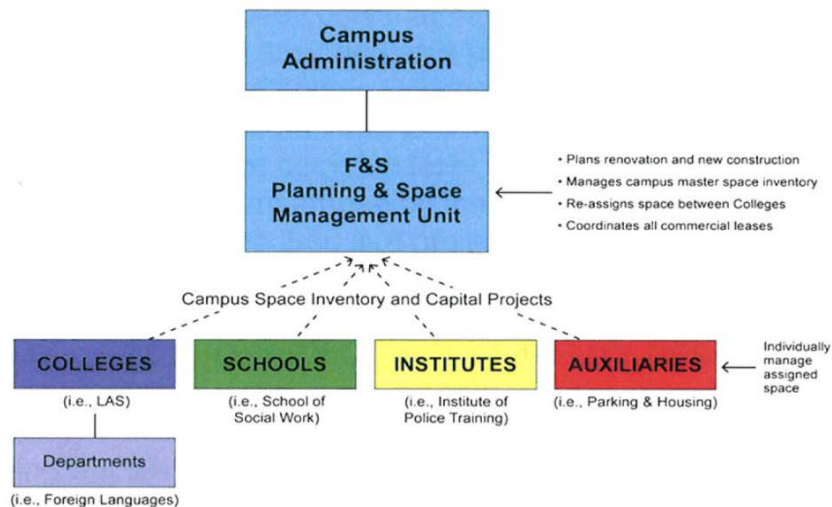 Campus
Administration
F&S
Planning & Space
Management Unit
• Plans renovation and new construction
• Manages campus master space inventory
• Re-assigns space between Colleges
• Coordinates all commercial leases
Campus Space Inventory and Capital Projects
COLLEGES
(i.e., LAS)
SCHOOLS
(i.e., School of
Social Work)
INSTITUTES
(i.e., Institute of
Police Training)
AUXILIARIES
(i.e., Parking & Housing)
Individually
manage
assigned
space
Departments
(i.e., Foreign Languages)